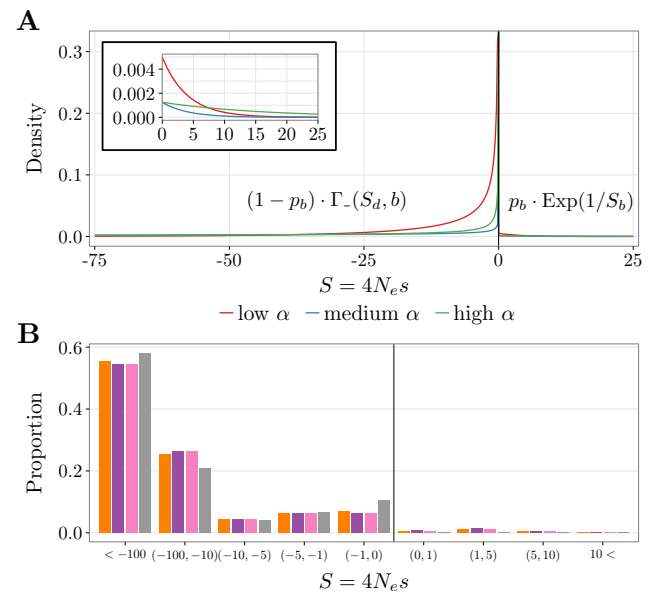 A
Density
0.3
0.2
0.1
0.0
0.004
0.002
0.000
0 5 10 15 20 25
(1 − p_b) · Γ_−(S_d, b)
p_b · Exp(1/S_b)
-75 -50 -25 0 25
S = 4N_e s
low α medium α high α
B
Proportion
0.6
0.4
0.2
0.0
< −100 (−100, −10) (−10, −5) (−5, −1) (−1, 0) (0, 1) (1, 5) (5, 10) 10 <
S = 4N_e s